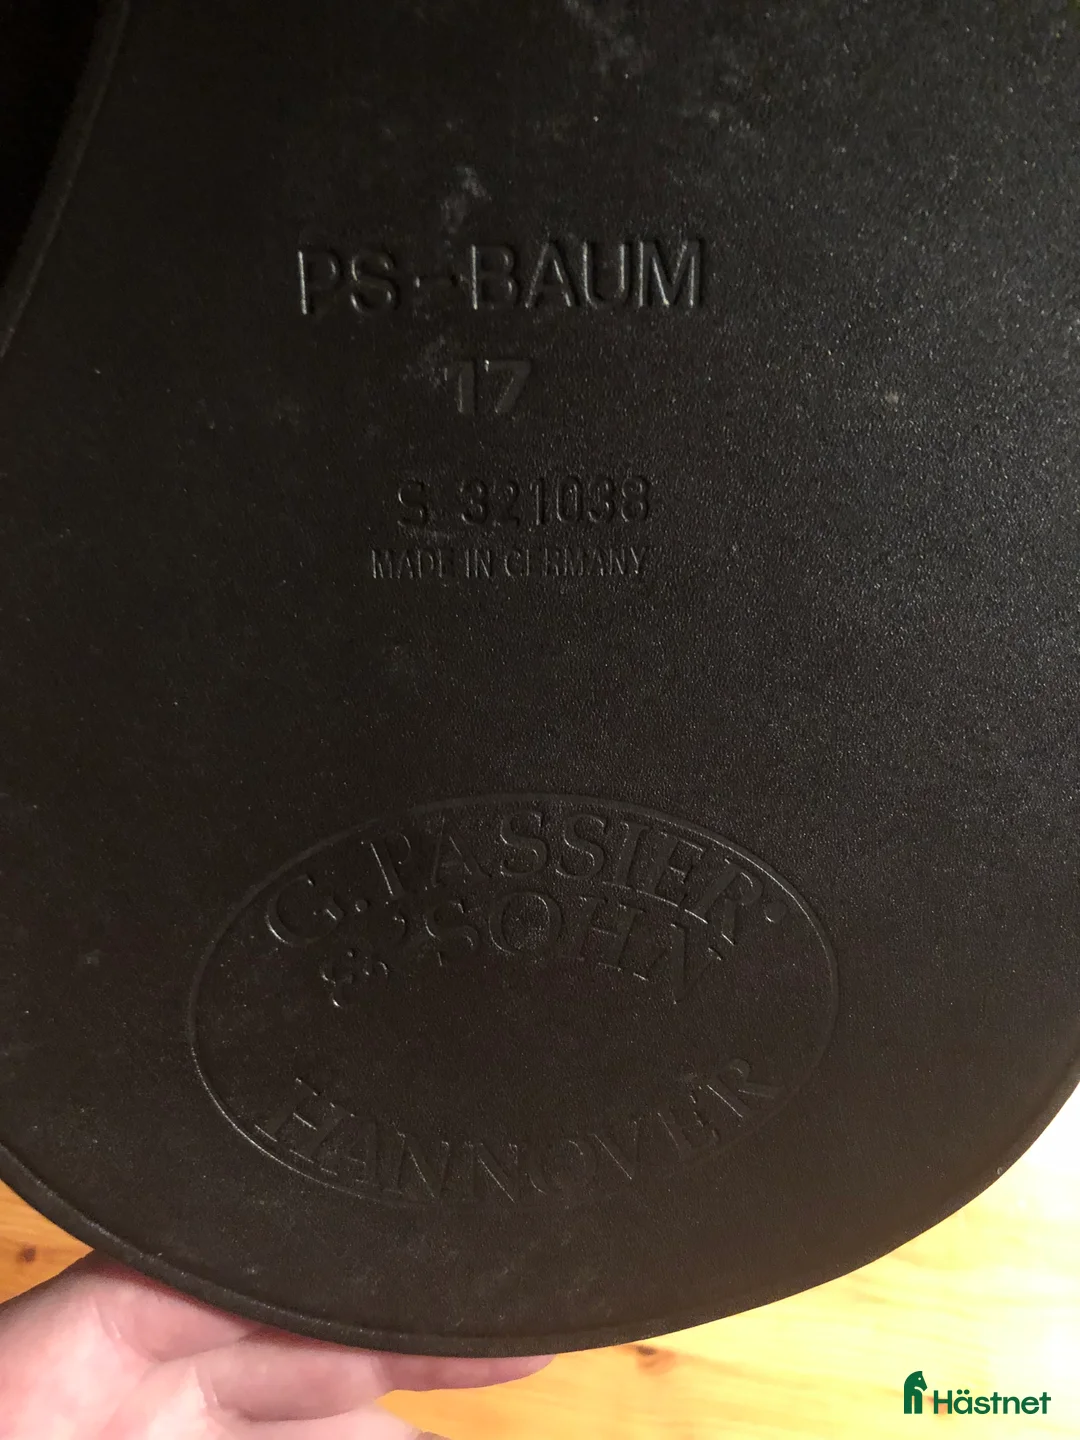 PS-BAUM
17
S 321038
MADE IN GERMANY
G. PASSIER
& SOHN
HANNOVER
Hästnet